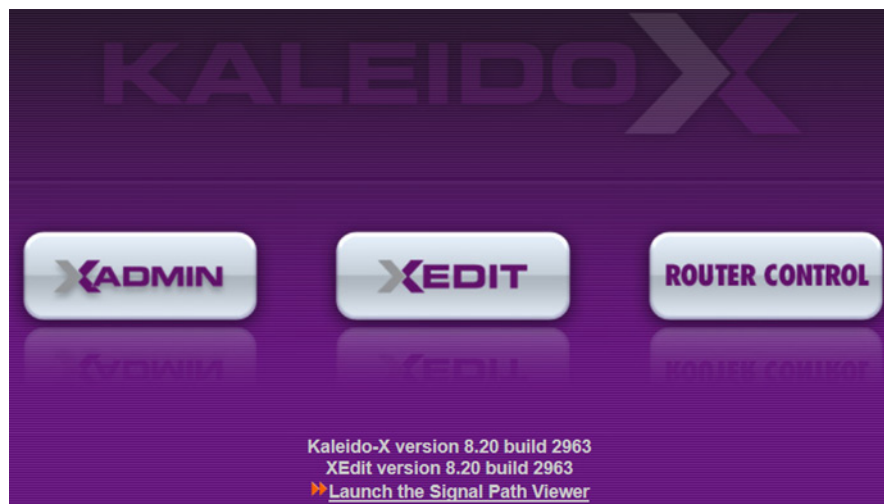 KALEIDOX
XADMIN
XEDIT
ROUTER CONTROL
Kaleido-X version 8.20 build 2963
XEdit version 8.20 build 2963
Launch the Signal Path Viewer